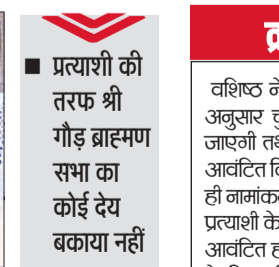 ■ प्रत्याशी की
तरफ श्री
गौड़ ब्राह्मण
सभा का
कोई देय
बकाया नहीं
वशिष्ठ ने
अनुसार
जाएगी
आवंटित
ही
प्रत्याशी के
आवंटित